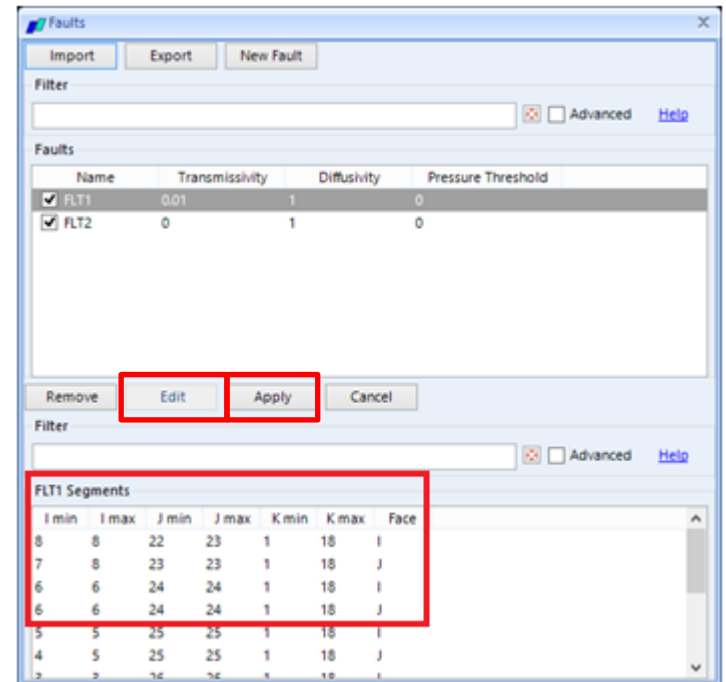 Faults
Import Export New Fault
Filter
Advanced Help
Faults
Name Transmissivity Diffusivity Pressure Threshold
FLT1 0.01 1 0
FLT2 0 1 0
Remove Edit Apply Cancel
Filter
Advanced Help
FLT1 Segments
I min I max J min J max K min K max Face
8 8 22 23 1 18 I
7 8 23 23 1 18 J
6 6 24 24 1 18 I
6 6 24 24 1 18 J
5 5 25 25 1 18 I
4 5 25 25 1 18 J